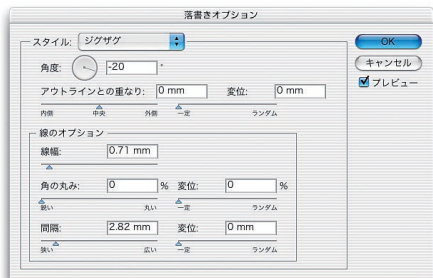 落書きオプション
スタイル: ジグザグ
OK
キャンセル
プレビュー
角度: -20 °
アウトラインとの重なり: 0 mm 変位: 0 mm
内側 中央 外側 一定 ランダム
線のオプション
線幅: 0.71 mm
角の丸み: 0 % 変位: 0 %
鋭い 丸い 一定 ランダム
間隔: 2.82 mm 変位: 0 mm
狭い 広い 一定 ランダム